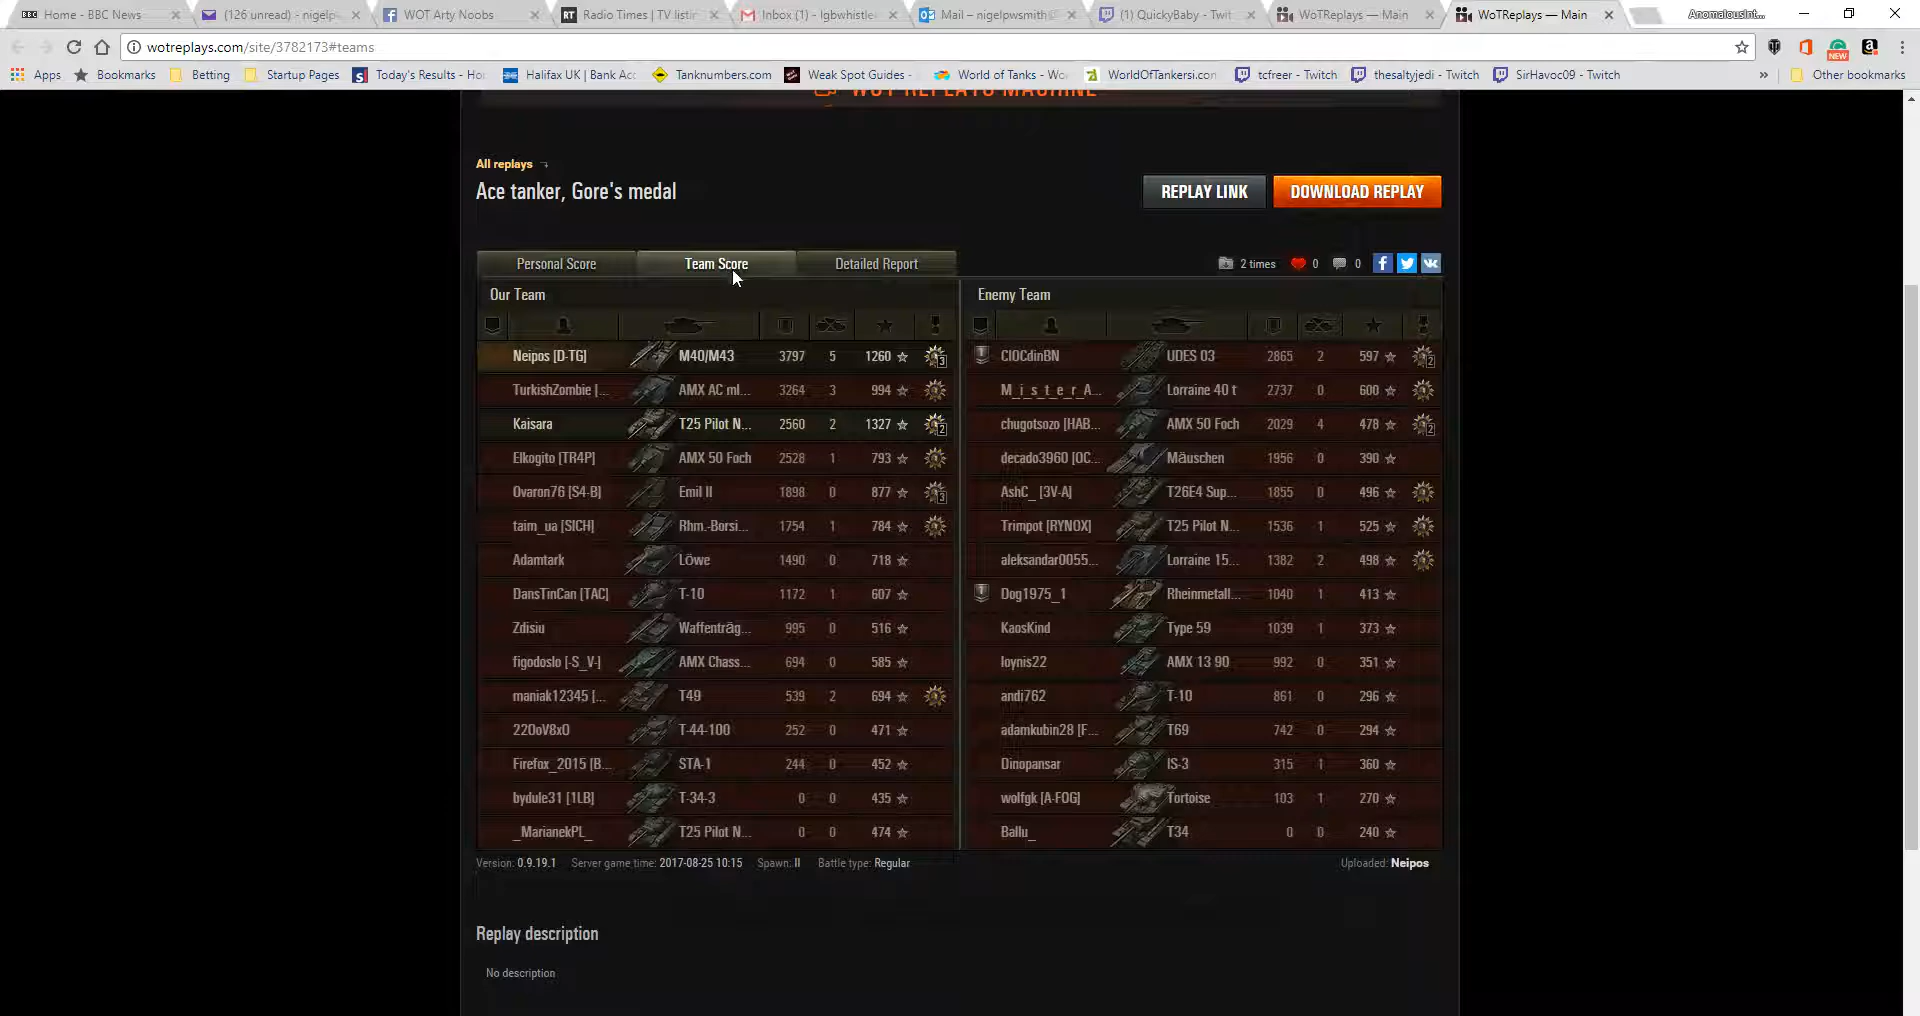 Home - BBC News (126 unread) - nigelp WOT Arty Noobs Radio Times | TV listin Inbox (1) - lgbwhistle Mail – nigelpwsmith (1) QuickyBaby - Twit WoTReplays — Main WoTReplays — Main
wotreplays.com/site/3782173#teams
Apps Bookmarks Betting Startup Pages Today's Results - Ho Halifax UK | Bank Acc Tanknumbers.com Weak Spot Guides - World of Tanks - Wo WorldOfTankersi.con tcfreer - Twitch thesaltyjedi - Twitch SirHavoc09 - Twitch » Other bookmarks
WOT REPLAYS MACHINE
All replays
Ace tanker, Gore's medal
REPLAY LINK DOWNLOAD REPLAY
Personal Score Team Score Detailed Report 2 times 0 0
Our Team Enemy Team
Neipos [D-TG] M40/M43 3797 5 1260 3 ClOCdinBN UDES 03 2865 2 597 2
TurkishZombie [... AMX AC ml... 3264 3 994 M_i_s_t_e_r_A... Lorraine 40 t 2737 0 600
Kaisara T25 Pilot N... 2560 2 1327 2 chugotsozo [HAB... AMX 50 Foch 2029 4 478 2
Elkogito [TR4P] AMX 50 Foch 2528 1 793 decado3960 [OC... Mäuschen 1956 0 390
Ovaron76 [S4-B] Emil II 1898 0 877 3 AshC_ [3V-A] T26E4 Sup... 1855 0 496
taim_ua [SICH] Rhm.-Borsi... 1754 1 784 Trimpot [RYNOX] T25 Pilot N... 1536 1 525
Adamtark Löwe 1490 0 718 aleksandar0055... Lorraine 15... 1382 2 498
DansTinCan [TAC] T-10 1172 1 607 Dog1975_1 Rheinmetall... 1040 1 413
Zdisiu Waffenträg... 995 0 516 KaosKind Type 59 1039 1 373
figodoslo [-S_V-] AMX Chass... 694 0 585 loynis22 AMX 13 90 992 0 351
maniak12345 [... T49 539 2 694 andi762 T-10 861 0 296
220oV8xO T-44-100 252 0 471 adamkubin28 [F... T69 742 0 294
Firefox_2015 [B... STA-1 244 0 452 Dinopansar IS-3 315 1 360
bydule31 [1LB] T-34-3 0 0 435 wolfgk [A-FOG] Tortoise 103 1 270
_MarianekPL_ T25 Pilot N... 0 0 474 Ballu_ T34 0 0 240
Version: 0.9.19.1 Server game time: 2017-08-25 10:15 Spawn: II Battle type: Regular Uploaded: Neipos
Replay description
No description